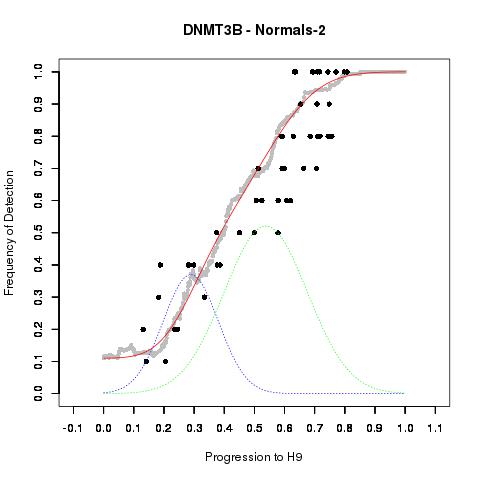 DNMT3B - Normals-2
Frequency of Detection
1.0
0.9
0.8
0.7
0.6
0.5
0.4
0.3
0.2
0.1
0.0
-0.1 0.0 0.1 0.2 0.3 0.4 0.5 0.6 0.7 0.8 0.9 1.0 1.1
Progression to H9